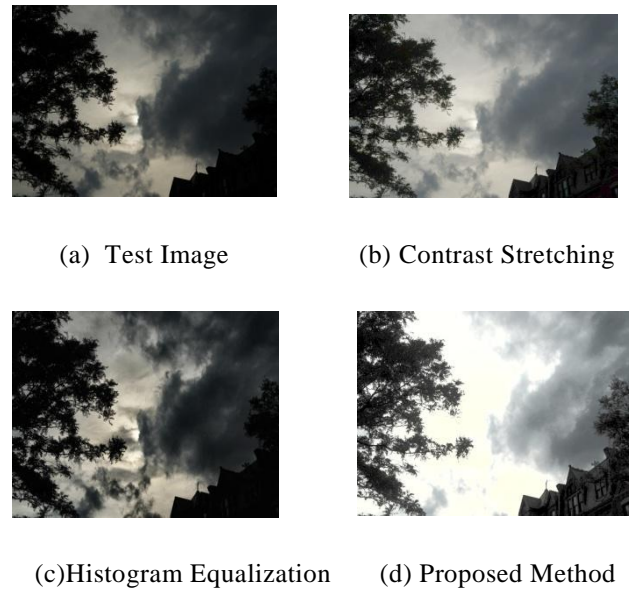 (a) Test Image
(b) Contrast Stretching
(c)Histogram Equalization
(d) Proposed Method